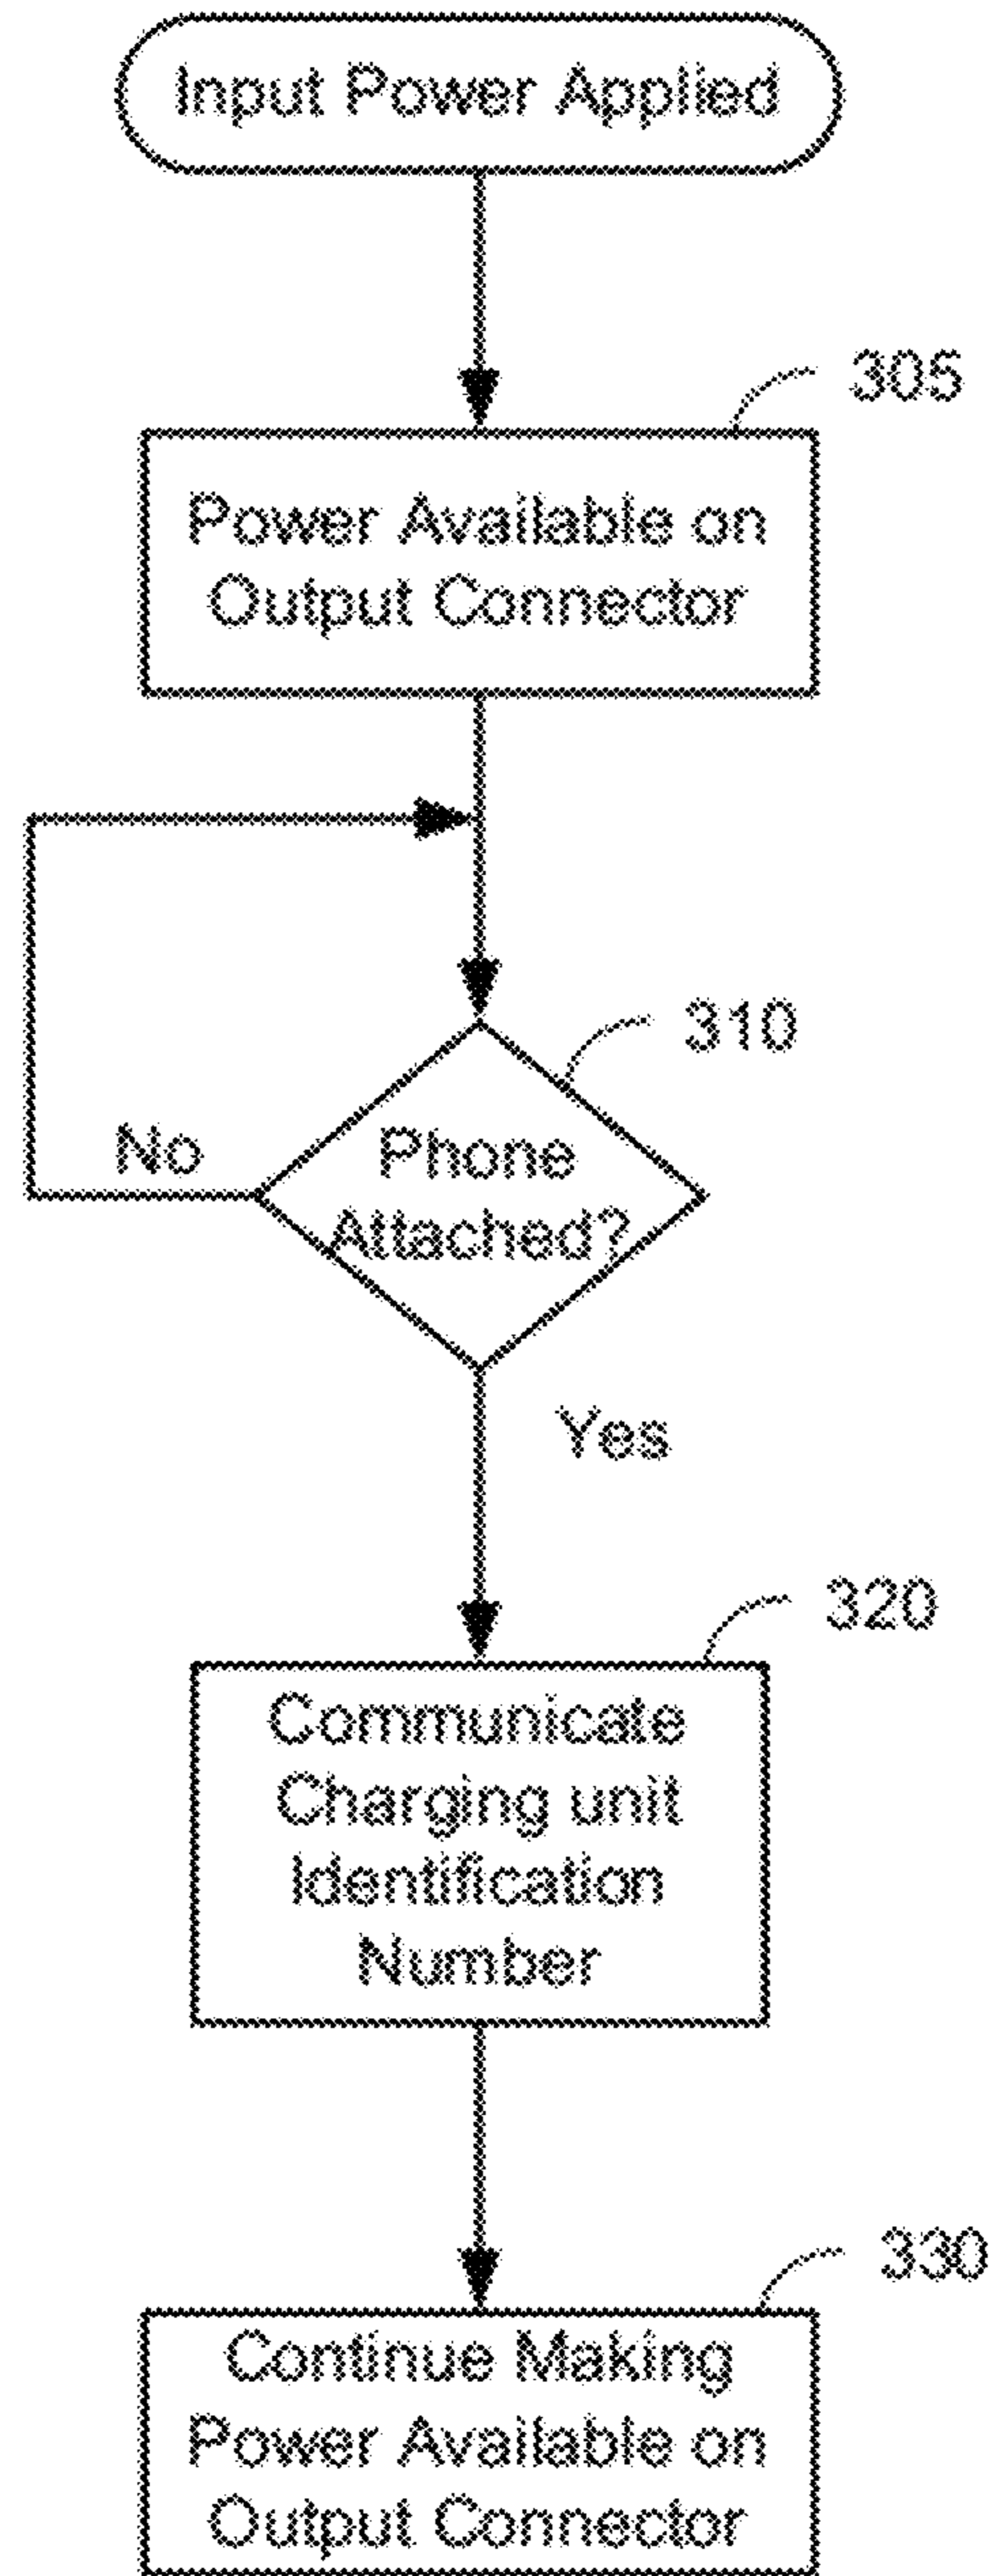 Input Power Applied
305
Power Available on
Output Connector
310
Phone
Attached?
No
Yes
320
Communicate
Charging unit
Identification
Number
330
Continue Making
Power Available on
Output Connector